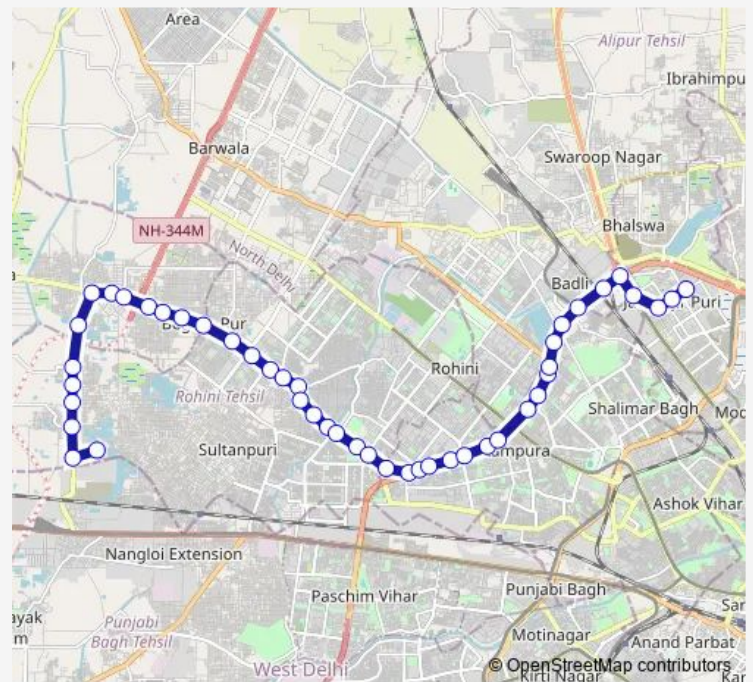 Area
Alipur Tehsil
Ibrahimpu
Barwala
Swaroop Nagar
Bhalswa
NH-344M
North Delhi
Badli
Puri
Pur
Rohini
Rohini Tehsil
Shalimar Bagh
Sultanpuri
mpura
Ashok Vihar
Nangloi Extension
Paschim Vihar
Punjabi Bagh
Punjabi
Bagh Tehsil
Motinagar
Anand Parbat
West Delhi
Kirti Nagar
© OpenStreetMap contributors